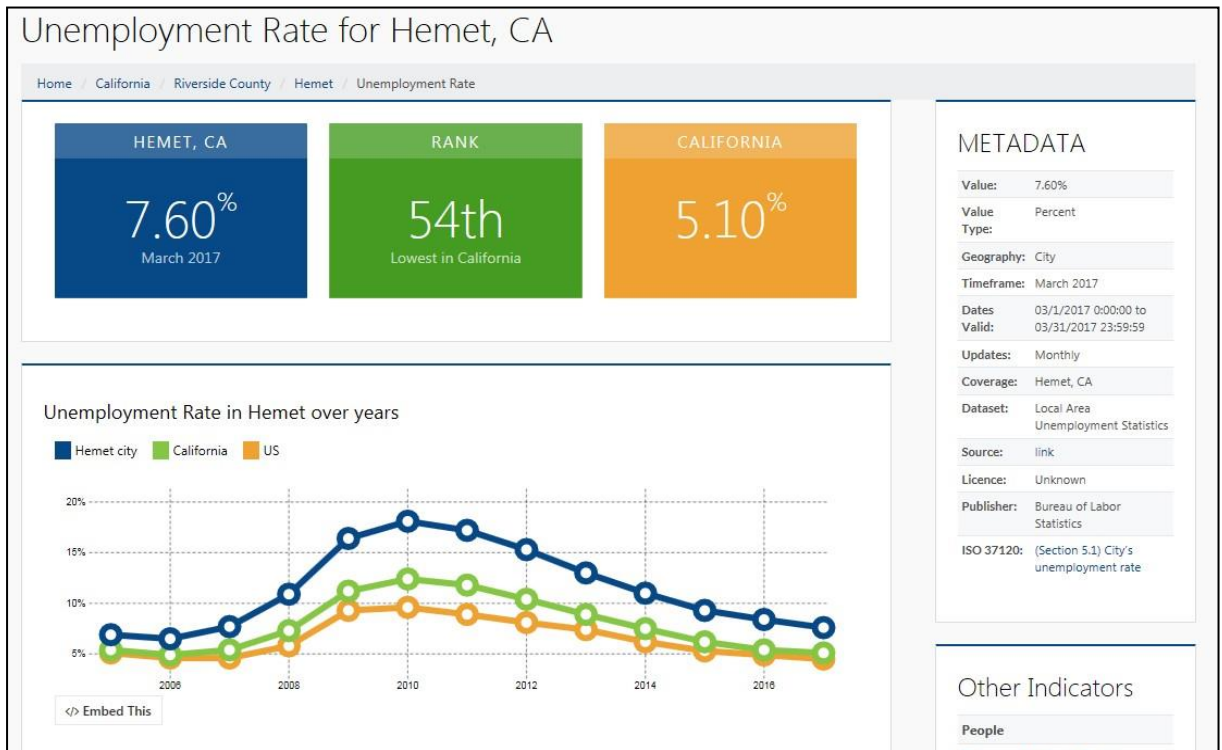 Unemployment Rate for Hemet, CA
Home / California / Riverside County / Hemet / Unemployment Rate
HEMET, CA
7.60%
March 2017
RANK
54th
Lowest in California
CALIFORNIA
5.10%
Unemployment Rate in Hemet over years
Hemet city California US
20%
15%
10%
5%
2006 2008 2010 2012 2014 2016
</> Embed This
METADATA
Value: 7.60%
Value Type: Percent
Geography: City
Timeframe: March 2017
Dates Valid: 03/1/2017 0:00:00 to
03/31/2017 23:59:59
Updates: Monthly
Coverage: Hemet, CA
Dataset: Local Area
Unemployment Statistics
Source: link
Licence: Unknown
Publisher: Bureau of Labor
Statistics
ISO 37120: (Section 5.1) City's
unemployment rate
Other Indicators
People